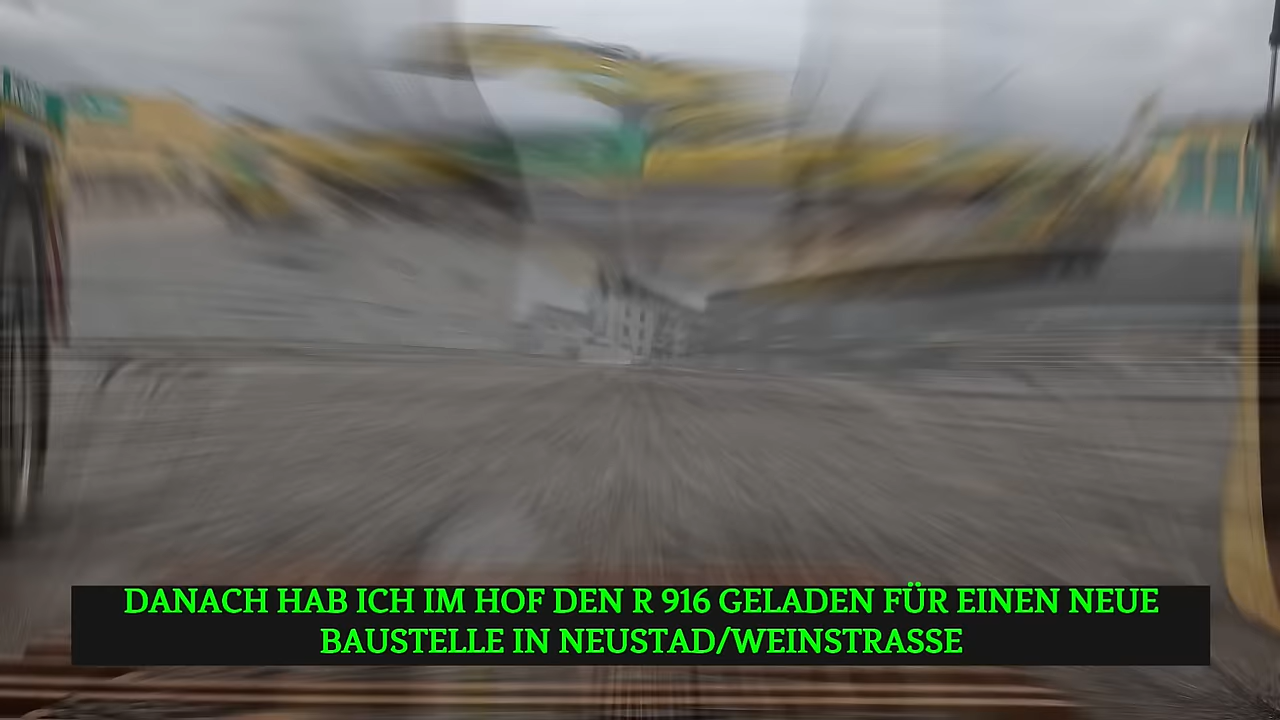 DANACH HAB ICH IM HOF DEN R 916 GELADEN FÜR EINEN NEUE
BAUSTELLE IN NEUSTAD/WEINSTRASSE